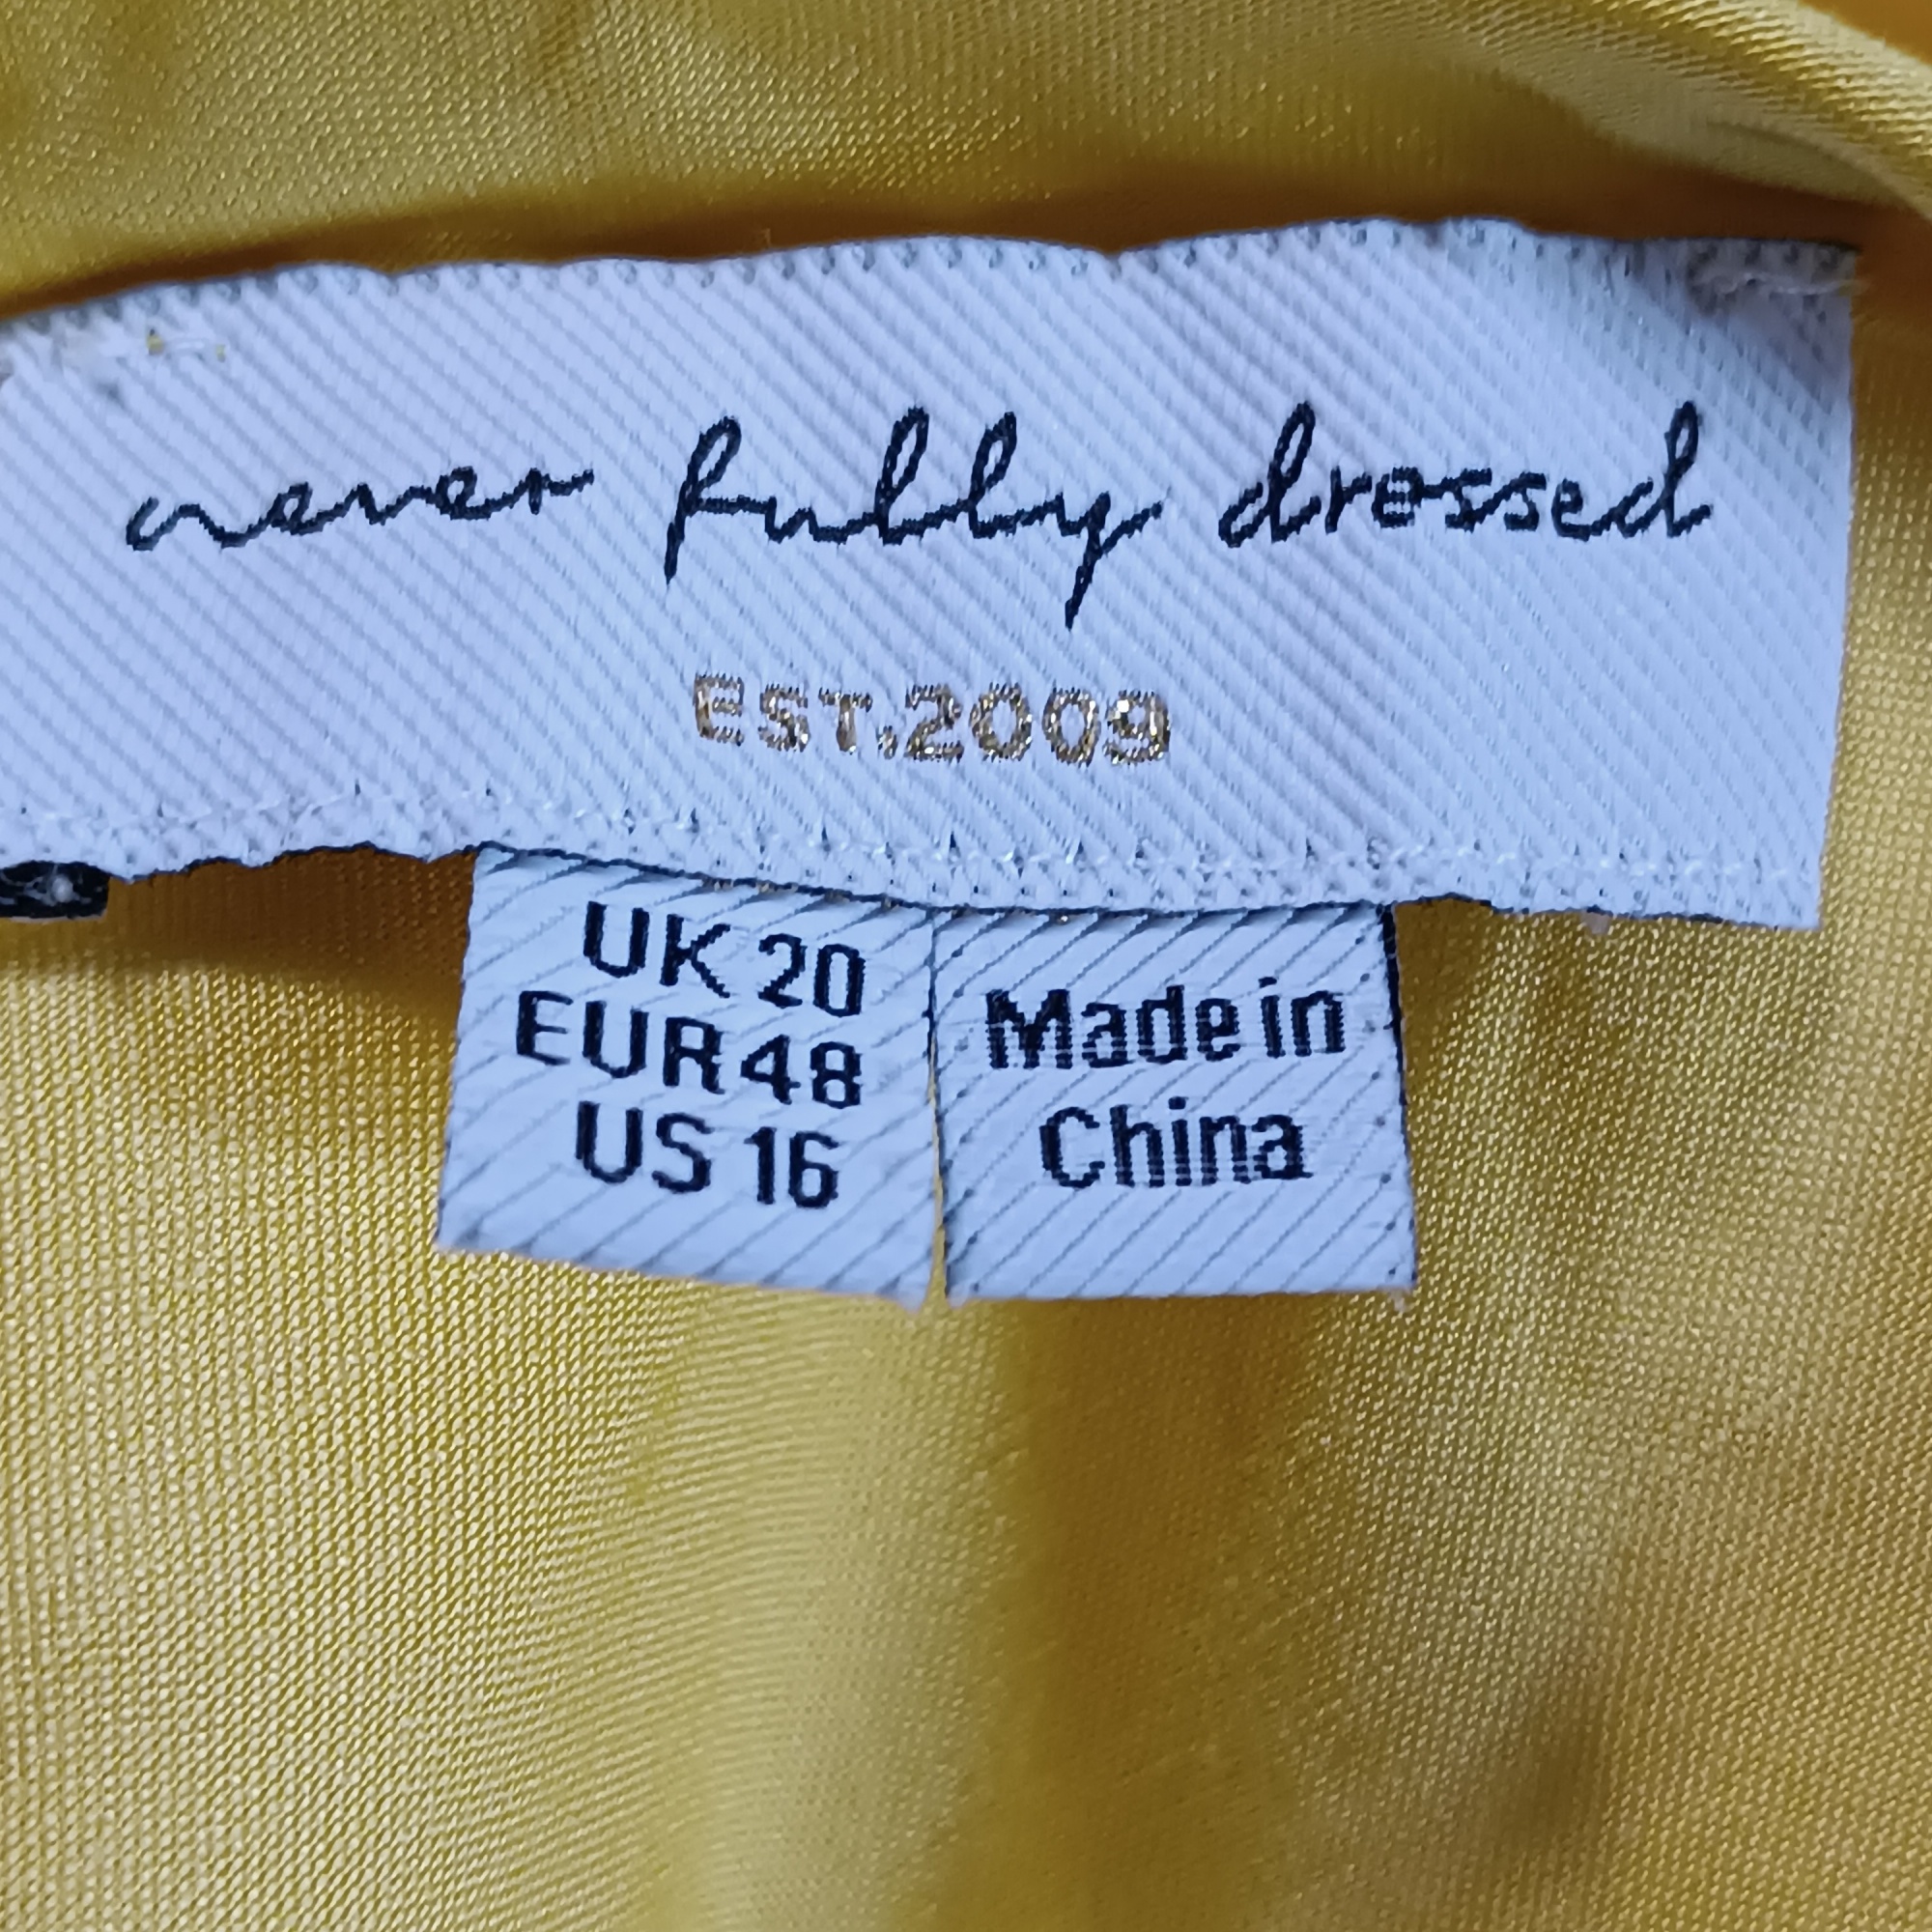 never fully dressed
EST.2009
UK 20
EUR 48
US 16
Made in
China